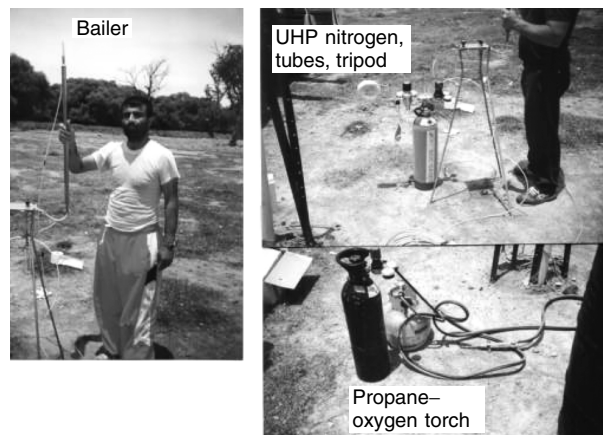 Bailer
UHP nitrogen,
tubes, tripod
Propane–
oxygen torch